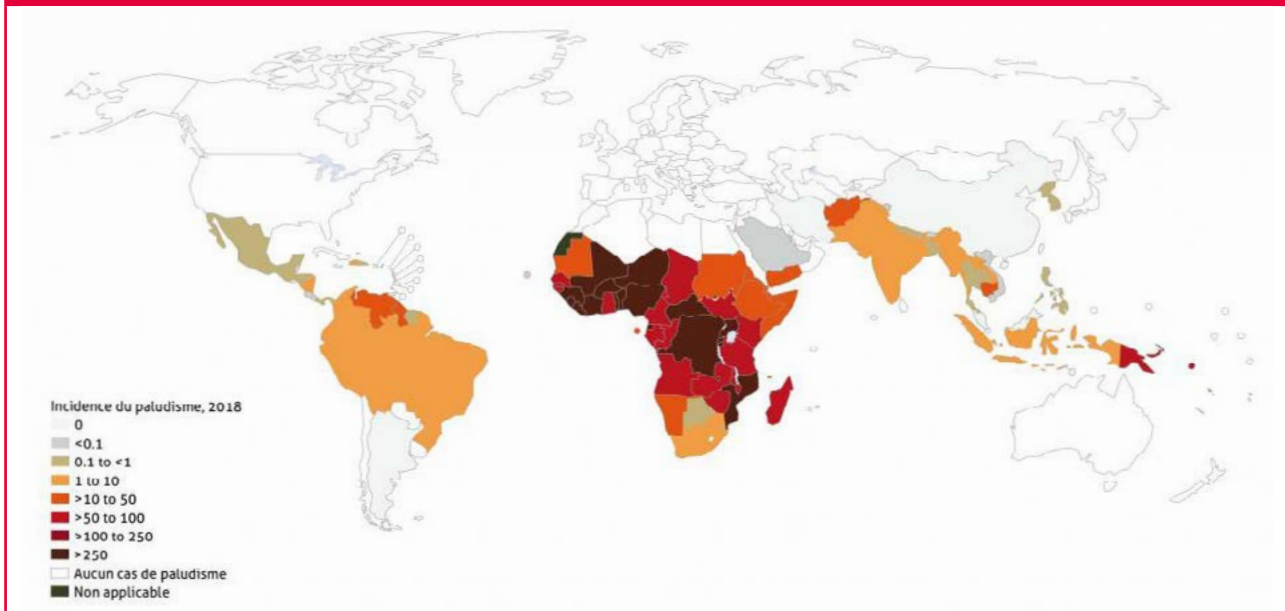 Incidence du paludisme, 2018
0
<0.1
0.1 to <1
1 to 10
>10 to 50
>50 to 100
>100 to 250
>250
Aucun cas de paludisme
Non applicable